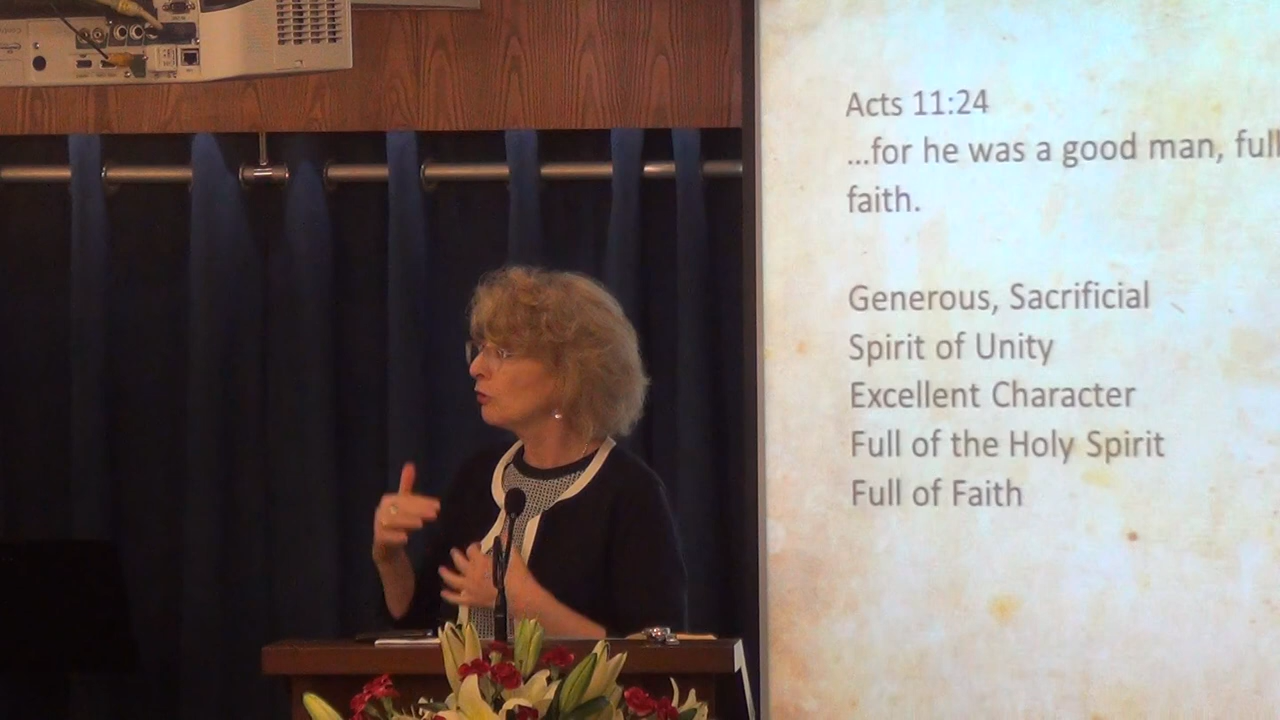 Acts 11:24
...for he was a good man, full
faith.
Generous, Sacrificial
Spirit of Unity
Excellent Character
Full of the Holy Spirit
Full of Faith